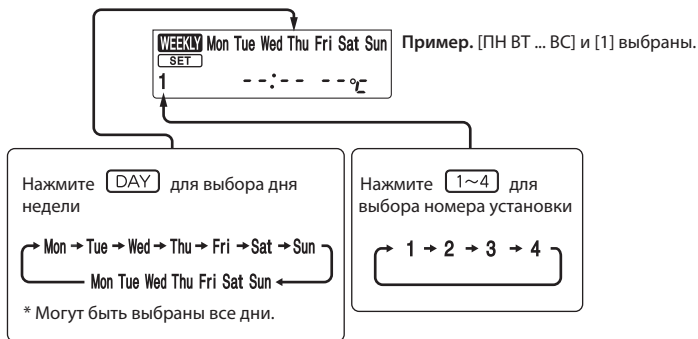 WEEKLY Mon Tue Wed Thu Fri Sat Sun
SET
1 --:-- --°C
Пример. [ПН ВТ ... ВС] и [1] выбраны.
Нажмите DAY для выбора дня
недели
Mon → Tue → Wed → Thu → Fri → Sat → Sun
Mon Tue Wed Thu Fri Sat Sun
* Могут быть выбраны все дни.
Нажмите 1~4 для
выбора номера установки
1 → 2 → 3 → 4